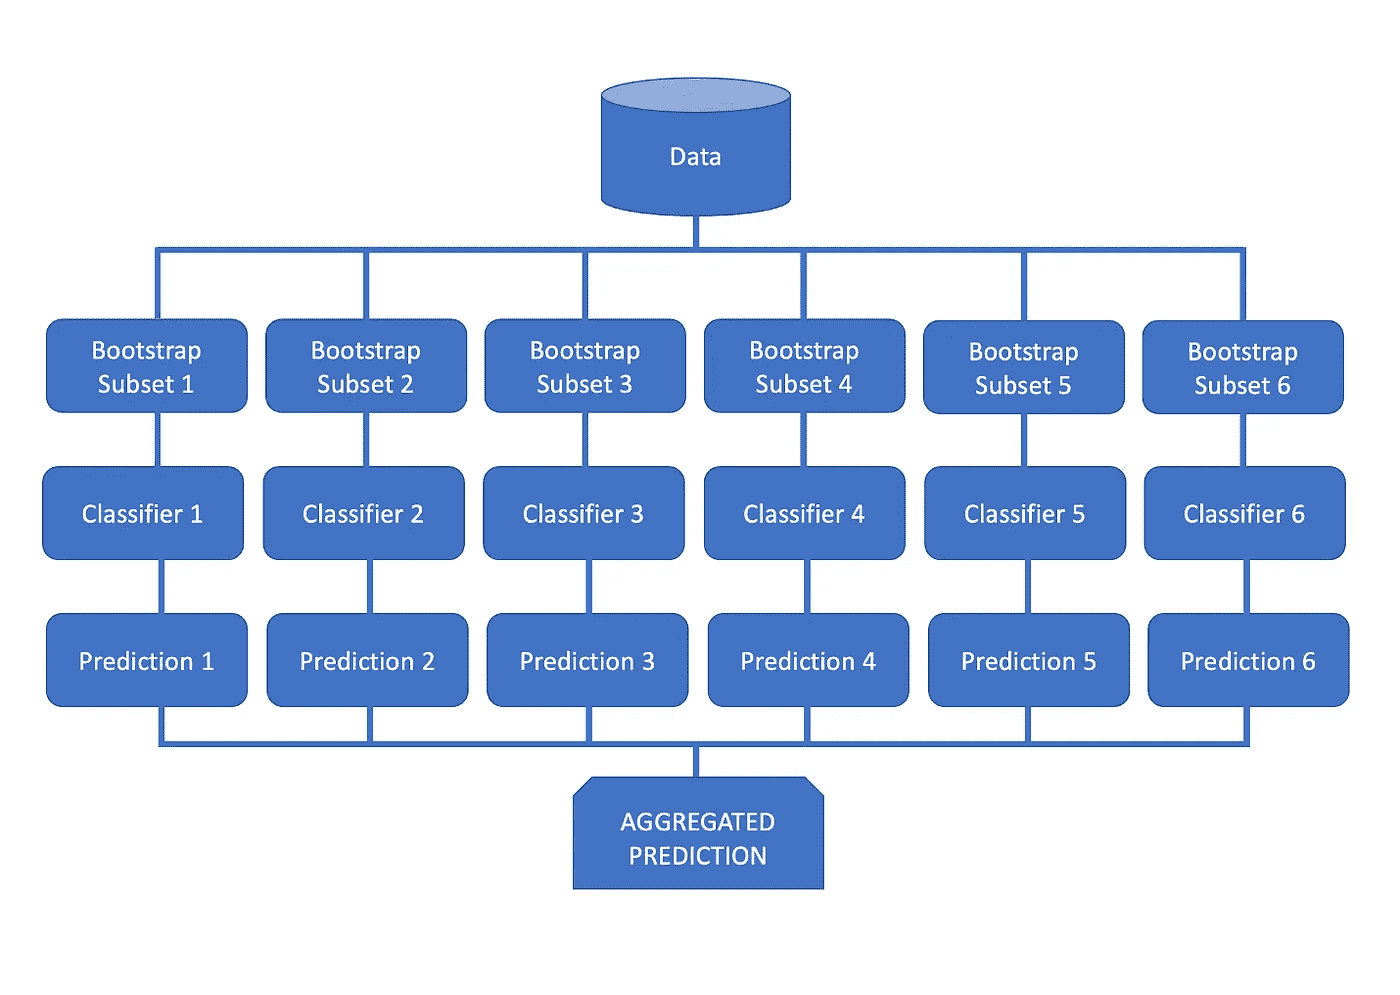 Data
Bootstrap
Subset 1
Bootstrap
Subset 2
Bootstrap
Subset 3
Bootstrap
Subset 4
Bootstrap
Subset 5
Bootstrap
Subset 6
Classifier 1
Classifier 2
Classifier 3
Classifier 4
Classifier 5
Classifier 6
Prediction 1
Prediction 2
Prediction 3
Prediction 4
Prediction 5
Prediction 6
AGGREGATED
PREDICTION